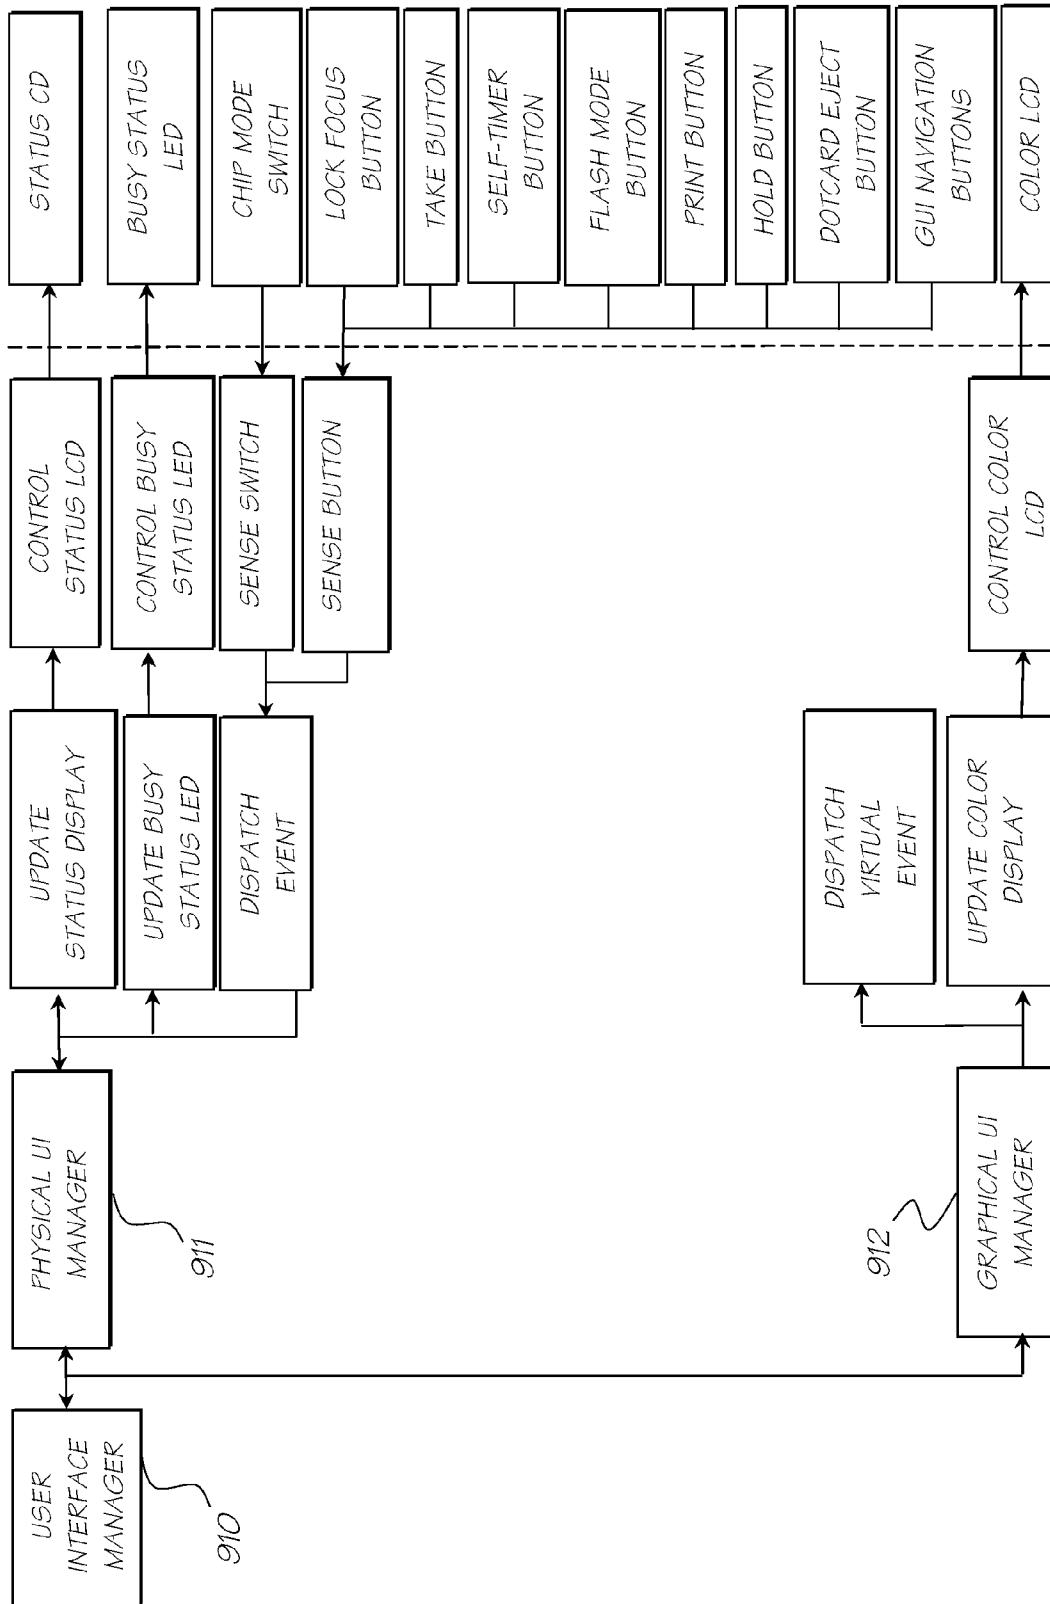 USER
INTERFACE
MANAGER
910
PHYSICAL UI
MANAGER
911
GRAPHICAL UI
MANAGER
912
UPDATE
STATUS DISPLAY
UPDATE BUSY
STATUS LED
DISPATCH
EVENT
DISPATCH
VIRTUAL
EVENT
UPDATE COLOR
DISPLAY
CONTROL
STATUS LCD
CONTROL BUSY
STATUS LED
SENSE SWITCH
SENSE BUTTON
CONTROL COLOR
LCD
STATUS CD
BUSY STATUS
LED
CHIP MODE
SWITCH
LOCK FOCUS
BUTTON
TAKE BUTTON
SELF-TIMER
BUTTON
FLASH MODE
BUTTON
PRINT BUTTON
HOLD BUTTON
DOTCARD EJECT
BUTTON
GUI NAVIGATION
BUTTONS
COLOR LCD